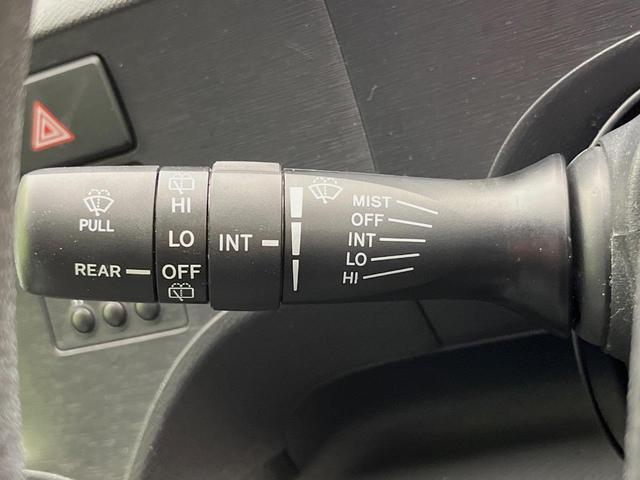 PULL
REAR
HI
LO
OFF
INT
MIST
OFF
INT
LO
HI